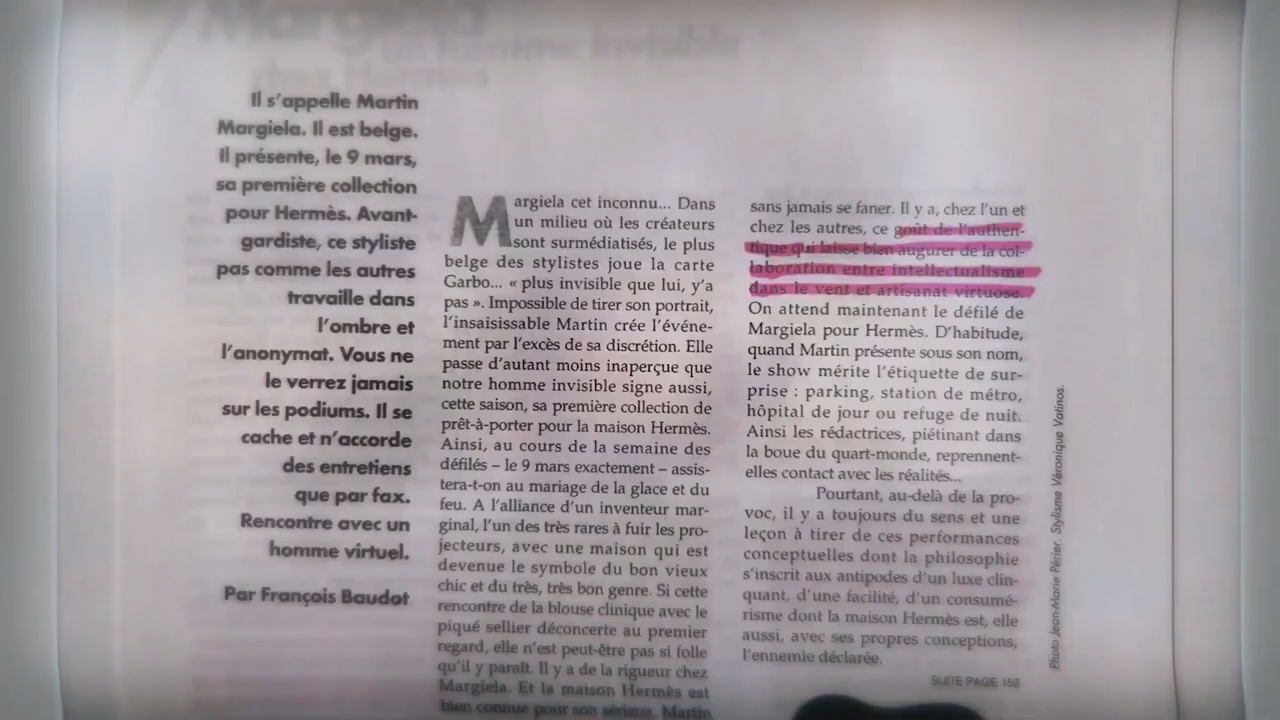 Margiela
un homme invisible
chez Hermès
Il s'appelle Martin
Margiela. Il est belge.
Il présente, le 9 mars,
sa première collection
pour Hermès. Avant-
gardiste, ce styliste
pas comme les autres
travaille dans
l'ombre et
l'anonymat. Vous ne
le verrez jamais
sur les podiums. Il se
cache et n'accorde
des entretiens
que par fax.
Rencontre avec un
homme virtuel.
Par François Baudot
Margiela cet inconnu... Dans
un milieu où les créateurs
sont surmédiatisés, le plus
belge des stylistes joue la carte
Garbo... « plus invisible que lui, y'a
pas ». Impossible de tirer son portrait,
l'insaisissable Martin crée l'événe-
ment par l'excès de sa discrétion. Elle
passe d'autant moins inaperçue que
notre homme invisible signe aussi,
cette saison, sa première collection de
prêt-à-porter pour la maison Hermès.
Ainsi, au cours de la semaine des
défilés – le 9 mars exactement – assis-
tera-t-on au mariage de la glace et du
feu. A l'alliance d'un inventeur mar-
ginal, l'un des très rares à fuir les pro-
jecteurs, avec une maison qui est
devenue le symbole du bon vieux
chic et du très, très bon genre. Si cette
rencontre de la blouse clinique avec le
piqué sellier déconcerte au premier
regard, elle n'est peut-être pas si folle
qu'il y paraît. Il y a de la rigueur chez
Margiela. Et la maison Hermès est
bien connue pour son sérieux. Martin
sans jamais se faner. Il y a, chez l'un et
chez les autres, ce goût de l'authen-
tique qui laisse bien augurer de la col-
laboration entre intellectualisme
dans le vent et artisanat virtuose.
On attend maintenant le défilé de
Margiela pour Hermès. D'habitude,
quand Martin présente sous son nom,
le show mérite l'étiquette de sur-
prise : parking, station de métro,
hôpital de jour ou refuge de nuit.
Ainsi les rédactrices, piétinant dans
la boue du quart-monde, reprennent-
elles contact avec les réalités...
Pourtant, au-delà de la pro-
voc, il y a toujours du sens et une
leçon à tirer de ces performances
conceptuelles dont la philosophie
s'inscrit aux antipodes d'un luxe clin-
quant, d'une facilité, d'un consumé-
risme dont la maison Hermès est, elle
aussi, avec ses propres conceptions,
l'ennemie déclarée.
SUITE PAGE 152
Photo Jean-Marie Périer. Stylisme Véronique Vatinos.